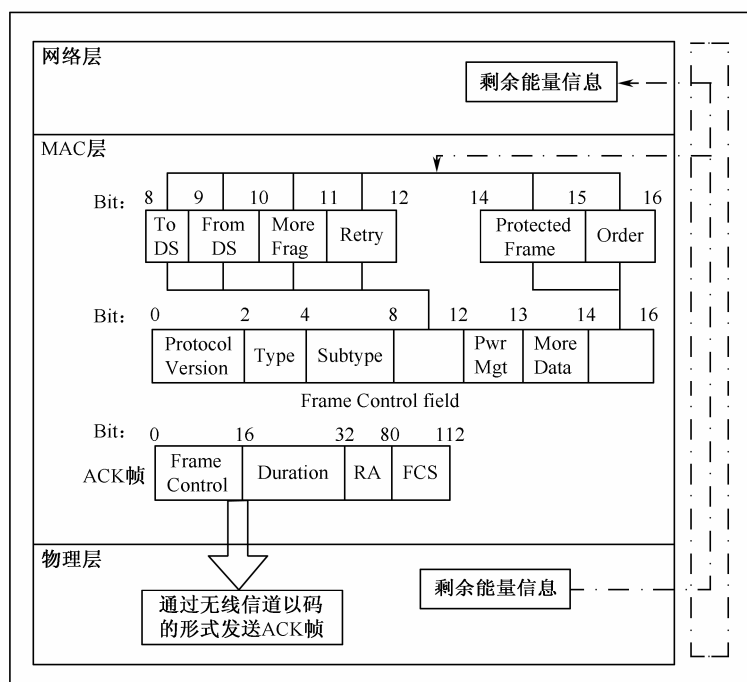 网络层
剩余能量信息
MAC层
Bit: 8 9 10 11 12 14 15 16
To DS
From DS
More Frag
Retry
Protected Frame
Order
Bit: 0 2 4 8 12 13 14 16
Protocol Version
Type
Subtype
Pwr Mgt
More Data
Frame Control field
Bit: 0 16 32 80 112
ACK帧
Frame Control
Duration
RA
FCS
物理层
剩余能量信息
通过无线信道以码
的形式发送ACK帧